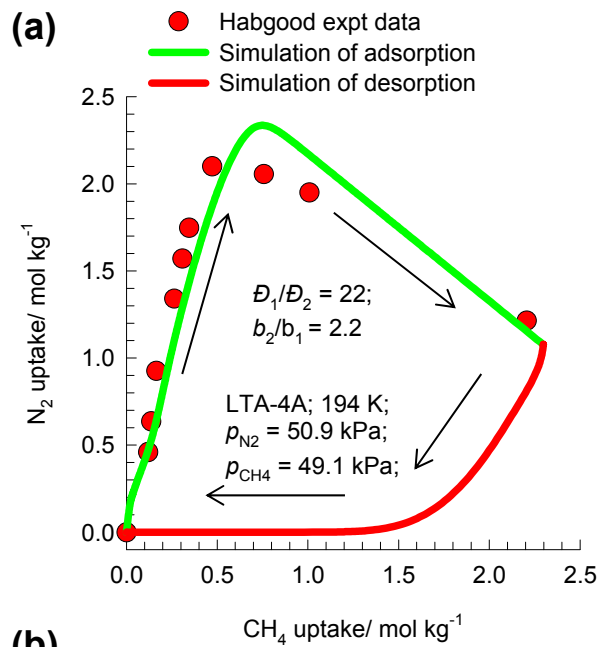 (a)
Habgood expt data
Simulation of adsorption
Simulation of desorption
2.5
2.0
1.5
1.0
0.5
0.0
N₂ uptake/ mol kg⁻¹
Đ₁/Đ₂ = 22;
b₂/b₁ = 2.2
LTA-4A; 194 K;
p_N2 = 50.9 kPa;
p_CH4 = 49.1 kPa;
0.0 0.5 1.0 1.5 2.0 2.5
CH₄ uptake/ mol kg⁻¹
(b)